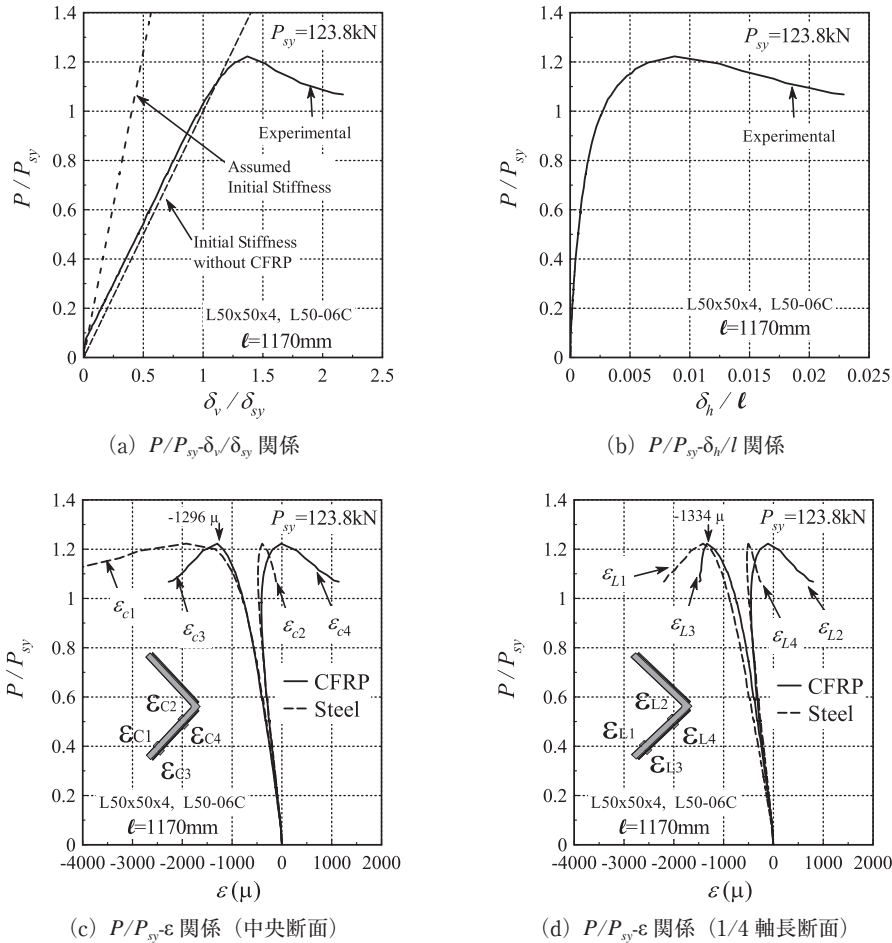 1.4
1.2
1
0.8
0.6
0.4
0.2
0
P/P_sy
P_sy=123.8kN
Experimental
Assumed
Initial Stiffness
Initial Stiffness
without CFRP
L50x50x4, L50-06C
ℓ=1170mm
0 0.5 1.0 1.5 2.0 2.5
δ_v / δ_sy
(a) P/P_sy-δ_v/δ_sy 関係
1.4
1.2
1
0.8
0.6
0.4
0.2
0
P/P_sy
P_sy=123.8kN
Experimental
L50x50x4, L50-06C
ℓ=1170mm
0 0.005 0.01 0.015 0.02 0.025
δ_h / ℓ
(b) P/P_sy-δ_h/l 関係
1.4
1.2
1
0.8
0.6
0.4
0.2
0
P/P_sy
-1296 μ
P_sy=123.8kN
ε_c1
ε_c3
ε_c2
ε_c4
CFRP
Steel
ε_C2
ε_C1
ε_C4
ε_C3
L50x50x4, L50-06C
ℓ=1170mm
-4000 -3000 -2000 -1000 0 1000 2000
ε(μ)
(c) P/P_sy-ε 関係（中央断面）
1.4
1.2
1
0.8
0.6
0.4
0.2
0
P/P_sy
-1334 μ
P_sy=123.8kN
ε_L1
ε_L3
ε_L4
ε_L2
CFRP
Steel
ε_L2
ε_L1
ε_L4
ε_L3
L50x50x4, L50-06C
ℓ=1170mm
-4000 -3000 -2000 -1000 0 1000 2000
ε(μ)
(d) P/P_sy-ε 関係（1/4 軸長断面）